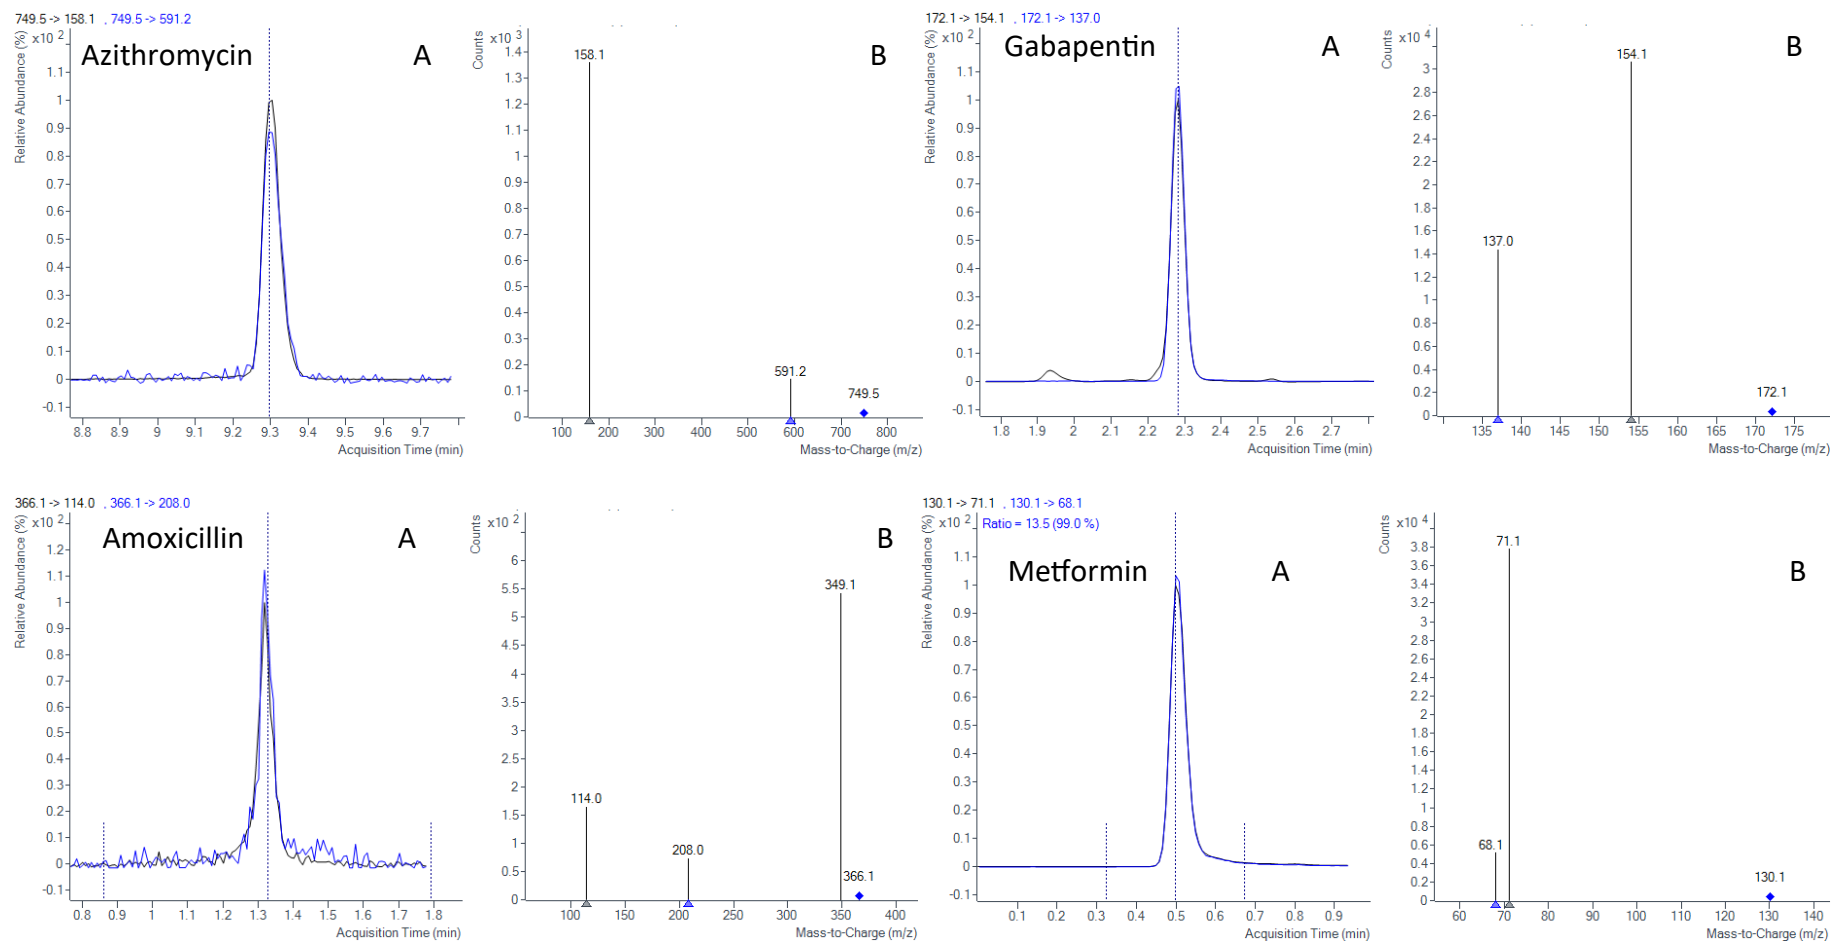 749.5 -> 158.1 , 749.5 -> 591.2
x10 2
Relative Abundance (%)
Azithromycin
A
1.1
1
0.9
0.8
0.7
0.6
0.5
0.4
0.3
0.2
0.1
0
-0.1
8.8 8.9 9 9.1 9.2 9.3 9.4 9.5 9.6 9.7
Acquisition Time (min)
x10 3
Counts
B
1.4
1.3
1.2
1.1
1
0.9
0.8
0.7
0.6
0.5
0.4
0.3
0.2
0.1
0
158.1
591.2
749.5
100 200 300 400 500 600 700 800
Mass-to-Charge (m/z)
172.1 -> 154.1 , 172.1 -> 137.0
x10 2
Relative Abundance (%)
Gabapentin
A
1.1
1
0.9
0.8
0.7
0.6
0.5
0.4
0.3
0.2
0.1
0
-0.1
1.8 1.9 2 2.1 2.2 2.3 2.4 2.5 2.6 2.7
Acquisition Time (min)
x10 4
Counts
B
3
2.8
2.6
2.4
2.2
2
1.8
1.6
1.4
1.2
1
0.8
0.6
0.4
0.2
0
154.1
137.0
172.1
135 140 145 150 155 160 165 170 175
Mass-to-Charge (m/z)
366.1 -> 114.0 , 366.1 -> 208.0
x10 2
Relative Abundance (%)
Amoxicillin
A
1.2
1.1
1
0.9
0.8
0.7
0.6
0.5
0.4
0.3
0.2
0.1
0
-0.1
0.8 0.9 1 1.1 1.2 1.3 1.4 1.5 1.6 1.7 1.8
Acquisition Time (min)
x10 2
Counts
B
6
5.5
5
4.5
4
3.5
3
2.5
2
1.5
1
0.5
0
349.1
114.0
208.0
366.1
100 150 200 250 300 350 400
Mass-to-Charge (m/z)
130.1 -> 71.1 , 130.1 -> 68.1
x10 2
Ratio = 13.5 (99.0 %)
Relative Abundance (%)
Metformin
A
1.1
1
0.9
0.8
0.7
0.6
0.5
0.4
0.3
0.2
0.1
0
-0.1
0.1 0.2 0.3 0.4 0.5 0.6 0.7 0.8 0.9
Acquisition Time (min)
x10 4
Counts
B
3.8
3.6
3.4
3.2
3
2.8
2.6
2.4
2.2
2
1.8
1.6
1.4
1.2
1
0.8
0.6
0.4
0.2
0
71.1
68.1
130.1
60 70 80 90 100 110 120 130 140
Mass-to-Charge (m/z)